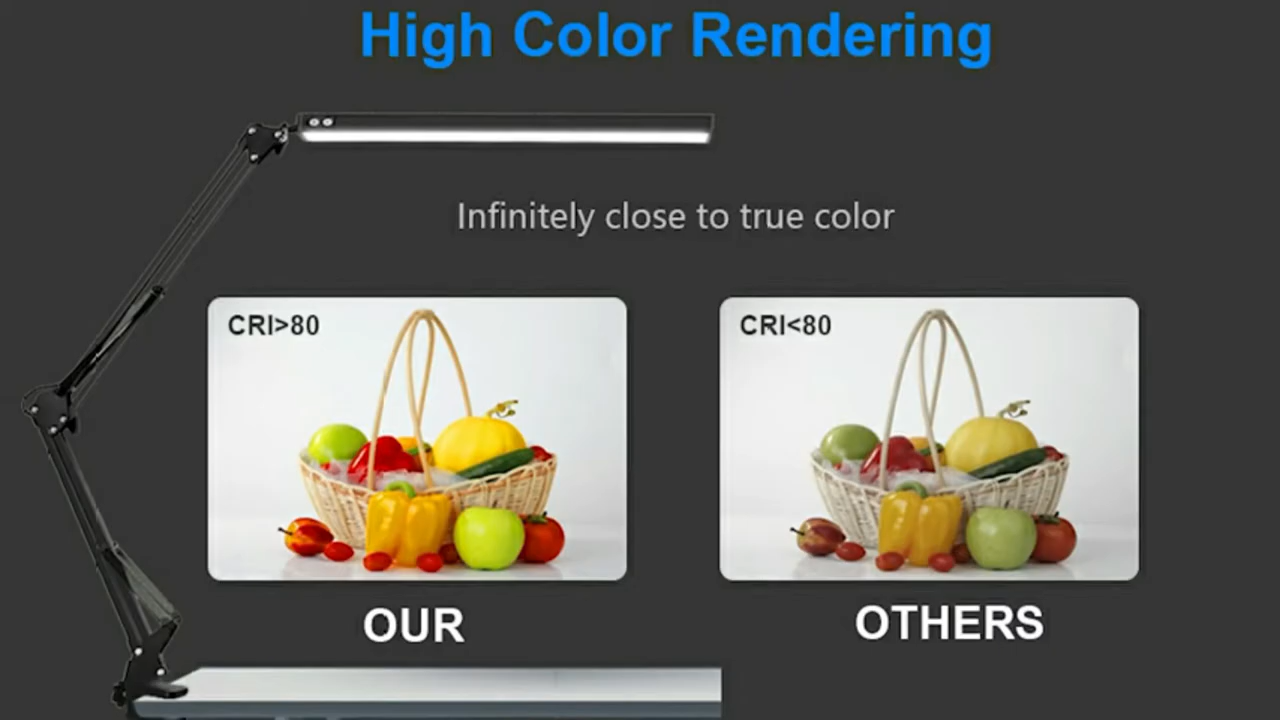 High Color Rendering
Infinitely close to true color
CRI>80
CRI<80
OUR
OTHERS